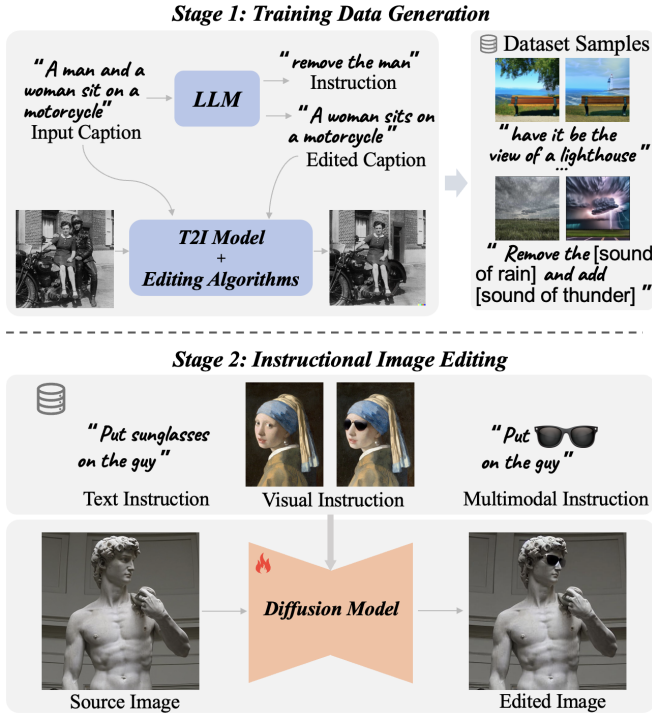 Stage 1: Training Data Generation
“A man and a
woman sit on a
motorcycle”
Input Caption
LLM
“remove the man”
Instruction
“A woman sits on
a motorcycle”
Edited Caption
T2I Model
+
Editing Algorithms
Dataset Samples
“have it be the
view of a lighthouse”
...
“Remove the [sound
of rain] and add
[sound of thunder]”
Stage 2: Instructional Image Editing
“Put sunglasses
on the guy”
Text Instruction
Visual Instruction
“Put
on the guy”
Multimodal Instruction
Diffusion Model
Source Image
Edited Image